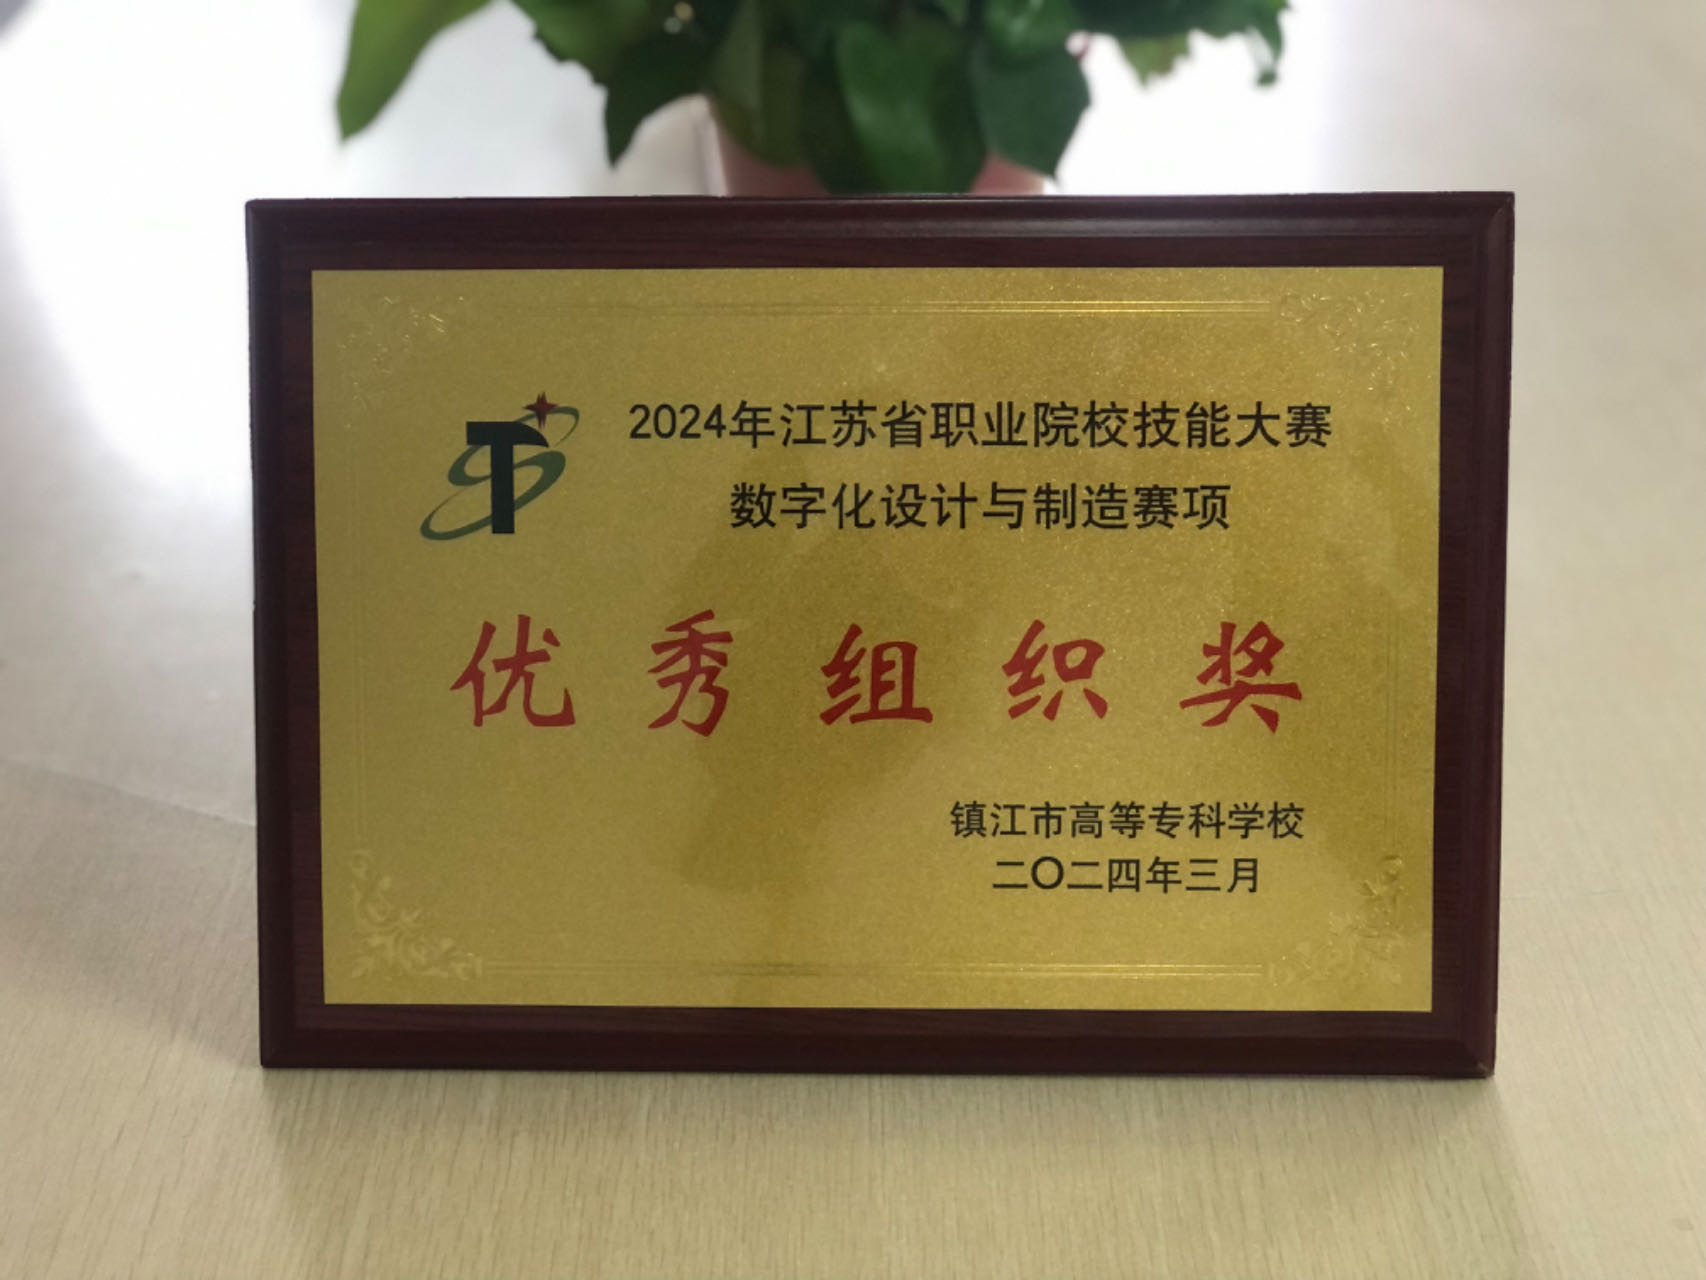 2024年江苏省职业院校技能大赛
数字化设计与制造赛项
优秀组织奖
镇江市高等专科学校
二〇二四年三月